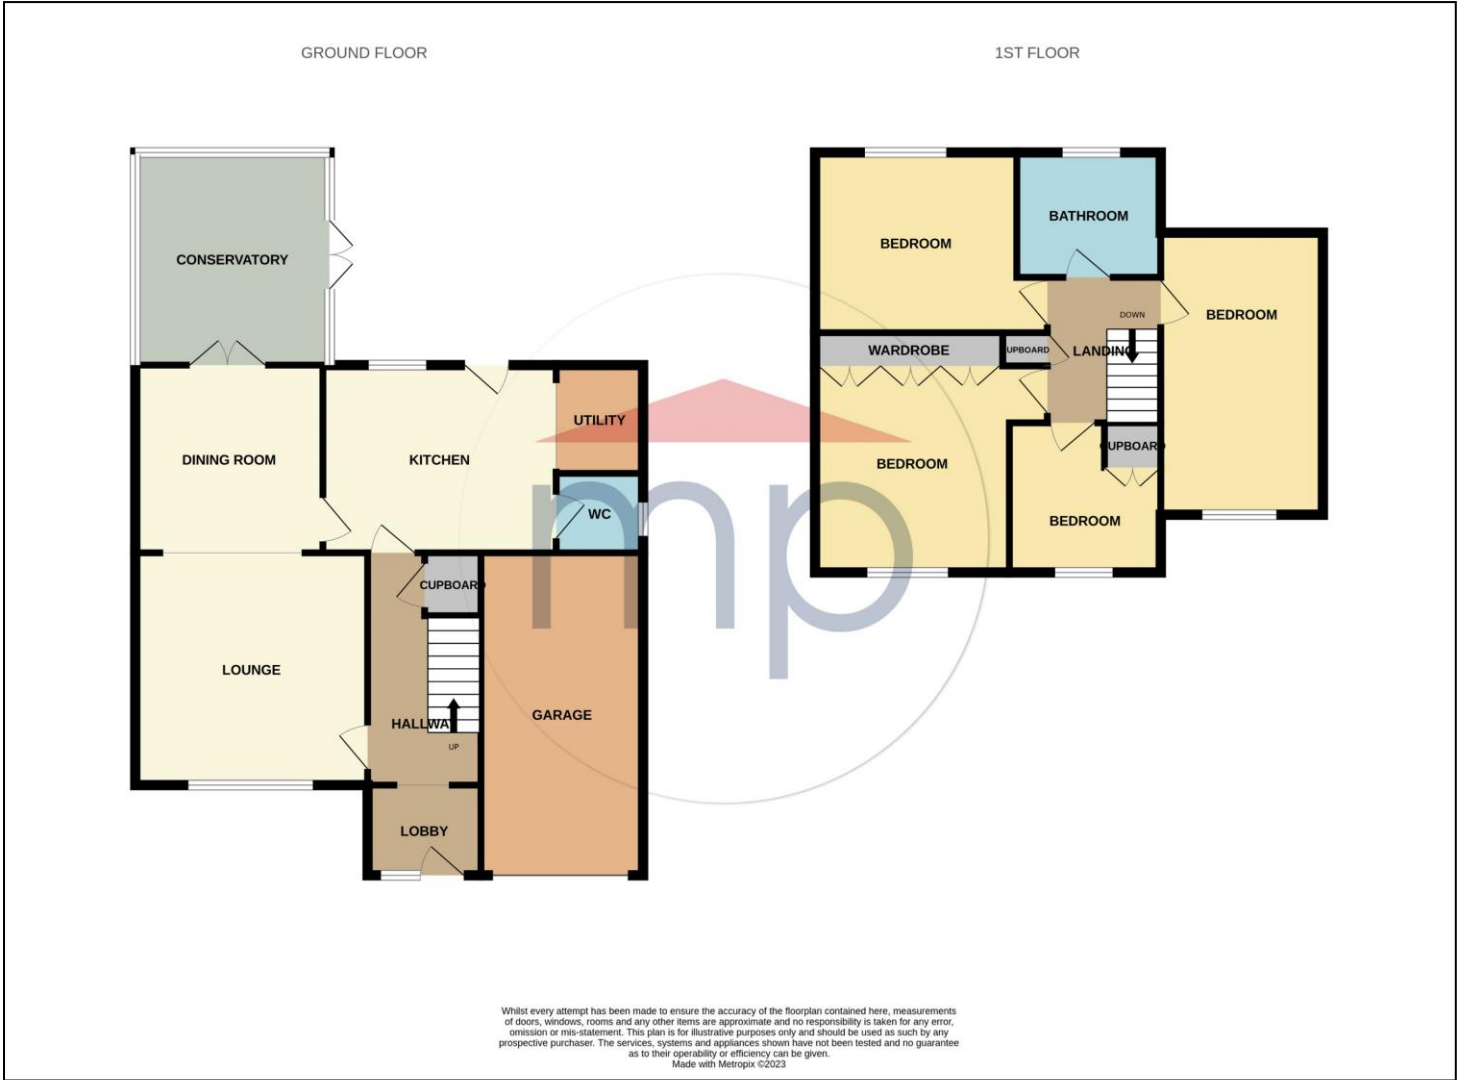 GROUND FLOOR
1ST FLOOR
CONSERVATORY
DINING ROOM
KITCHEN
UTILITY
WC
CUPBOARD
LOUNGE
HALLWAY
UP
GARAGE
LOBBY
BEDROOM
BATHROOM
BEDROOM
DOWN
WARDROBE
UPBOARD
LANDING
BEDROOM
CUPBOARD
BEDROOM
mp
Whilst every attempt has been made to ensure the accuracy of the floorplan contained here, measurements
of doors, windows, rooms and any other items are approximate and no responsibility is taken for any error,
omission or mis-statement. This plan is for illustrative purposes only and should be used as such by any
prospective purchaser. The services, systems and appliances shown have not been tested and no guarantee
as to their operability or efficiency can be given.
Made with Metropix ©2023